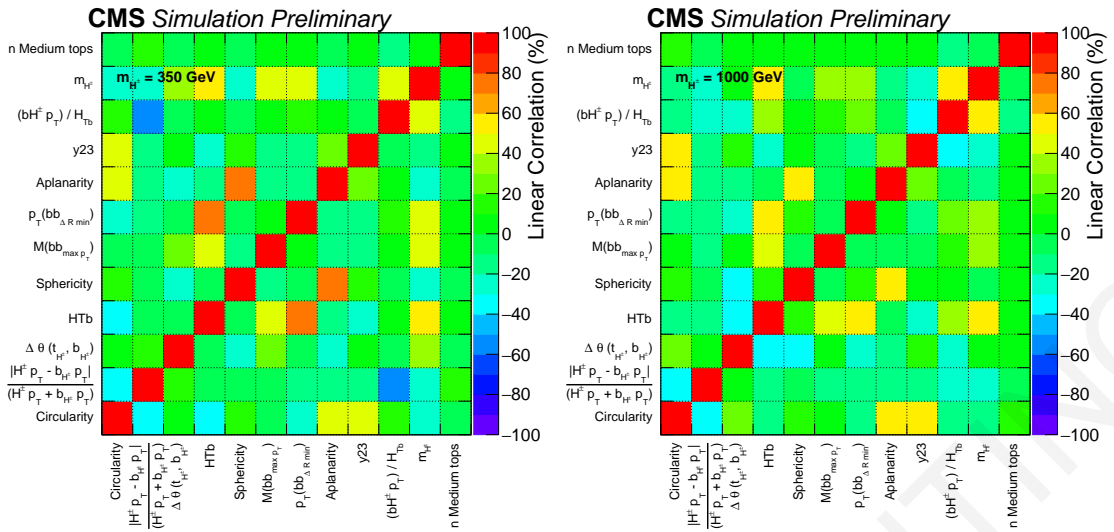 CMS Simulation Preliminary
n Medium tops
m_H±
(bH± p_T) / H_Tb
y23
Aplanarity
p_T(bb_Δ R min)
M(bb_max p_T)
Sphericity
HTb
Δ θ (t_H±, b_H±)
|H± p_T - b_H± p_T|
(H± p_T + b_H± p_T)
Circularity
m_H± = 350 GeV
Circularity
|H± p_T - b_H± p_T|
(H± p_T + b_H± p_T)
Δ θ (t_H±, b_H±)
HTb
Sphericity
M(bb_max p_T)
p_T(bb_Δ R min)
Aplanarity
y23
(bH± p_T) / H_Tb
m_H±
n Medium tops
100
80
60
40
20
0
−20
−40
−60
−80
−100
Linear Correlation (%)
CMS Simulation Preliminary
n Medium tops
m_H±
(bH± p_T) / H_Tb
y23
Aplanarity
p_T(bb_Δ R min)
M(bb_max p_T)
Sphericity
HTb
Δ θ (t_H±, b_H±)
|H± p_T - b_H± p_T|
(H± p_T + b_H± p_T)
Circularity
m_H± = 1000 GeV
Circularity
|H± p_T - b_H± p_T|
(H± p_T + b_H± p_T)
Δ θ (t_H±, b_H±)
HTb
Sphericity
M(bb_max p_T)
p_T(bb_Δ R min)
Aplanarity
y23
(bH± p_T) / H_Tb
m_H±
n Medium tops
100
80
60
40
20
0
−20
−40
−60
−80
−100
Linear Correlation (%)